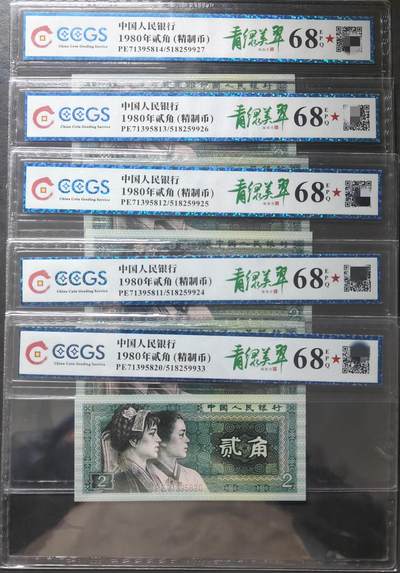 CCGS
China Coin Grading Service
中国人民银行
1980年贰角(精制币)
PE71395814/518259927
青绿美翠
68
EPQ
★
CCGS
China Coin Grading Service
中国人民银行
1980年贰角(精制币)
PE71395813/518259926
青绿美翠
68
EPQ
★
CCGS
China Coin Grading Service
中国人民银行
1980年贰角(精制币)
PE71395812/518259925
青绿美翠
68
EPQ
★
CCGS
China Coin Grading Service
中国人民银行
1980年贰角(精制币)
PE71395811/518259924
青绿美翠
68
EPQ
★
CCGS
China Coin Grading Service
中国人民银行
1980年贰角(精制币)
PE71395820/518259933
青绿美翠
68
EPQ
★
中国人民银行
贰角
2
2